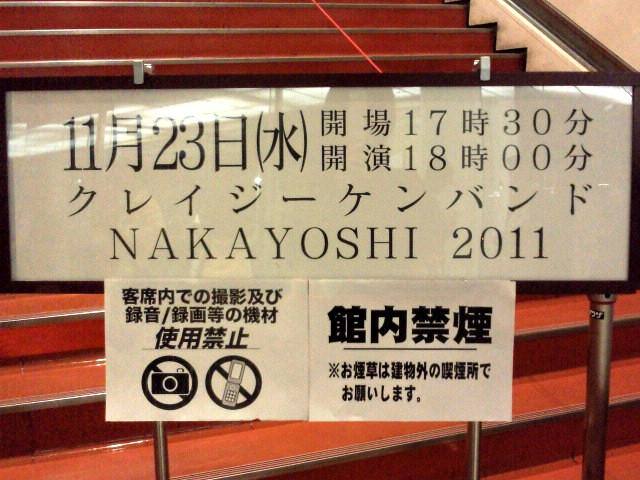 11月23日(水)
開場17時30分
開演18時00分
クレイジーケンバンド
NAKAYOSHI 2011
客席内での撮影及び
録音/録画等の機材
使用禁止
館内禁煙
※お煙草は建物外の喫煙所で
お願いします。